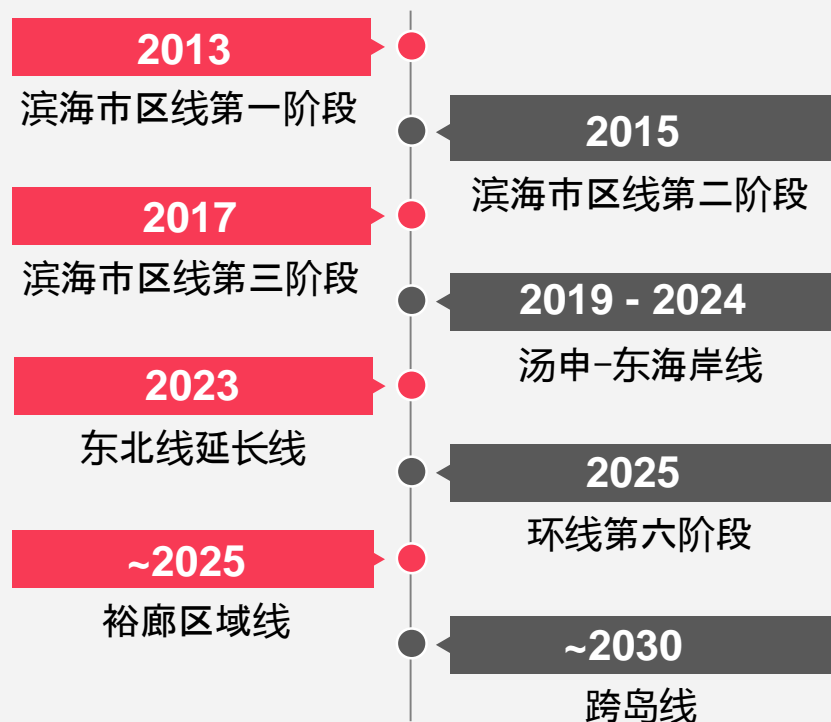 2013
滨海市区线第一阶段
2015
滨海市区线第二阶段
2017
滨海市区线第三阶段
2019 - 2024
汤申-东海岸线
2023
东北线延长线
2025
环线第六阶段
~2025
裕廊区域线
~2030
跨岛线